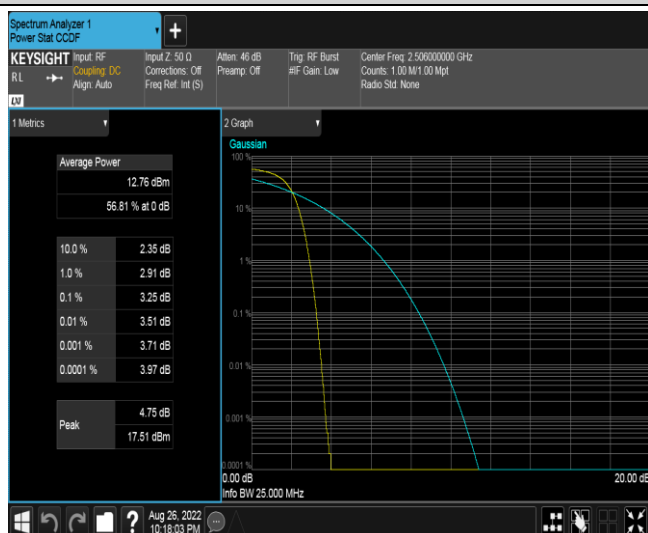 Spectrum Analyzer 1
Power Stat CCDF
+
KEYSIGHT
RL
LXI
Input: RF
Coupling: DC
Align: Auto
Input Z: 50 Ω
Corrections: Off
Freq Ref: Int (S)
Atten: 46 dB
Preamp: Off
Trig: RF Burst
#IF Gain: Low
Center Freq: 2.506000000 GHz
Counts: 1.00 M/1.00 Mpt
Radio Std: None
1 Metrics
Average Power
12.76 dBm
56.81 % at 0 dB
10.0 % 2.35 dB
1.0 % 2.91 dB
0.1 % 3.25 dB
0.01 % 3.51 dB
0.001 % 3.71 dB
0.0001 % 3.97 dB
Peak
4.75 dB
17.51 dBm
2 Graph
Gaussian
100 %
10 %
1 %
0.1 %
0.01 %
0.001 %
0.0001 %
0.00 dB 20.00 dB
Info BW 25.000 MHz
?
Aug 26, 2022
10:18:03 PM